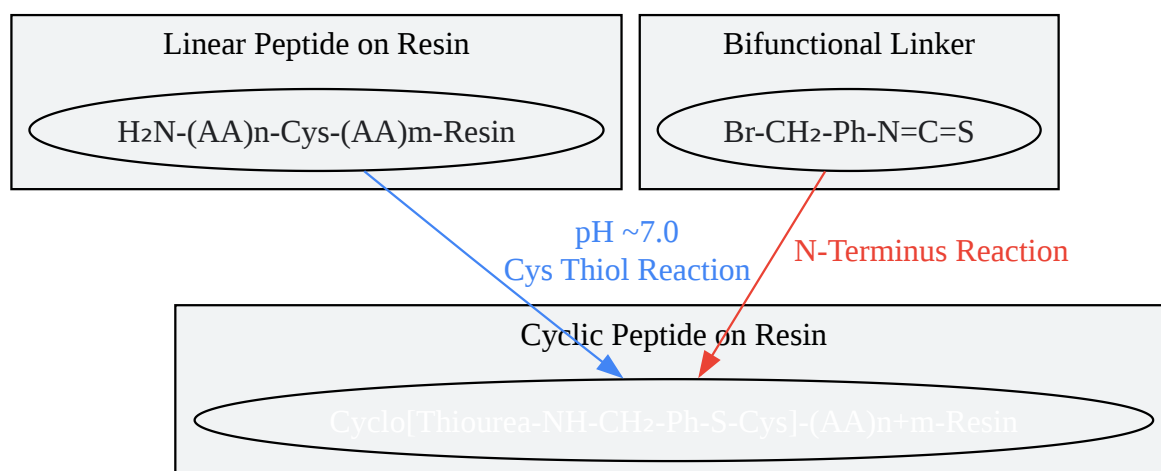 Linear Peptide on Resin
Bifunctional Linker
H₂N-(AA)n-Cys-(AA)m-Resin
Br-CH₂-Ph-N=C=S
pH ~7.0
Cys Thiol Reaction
N-Terminus Reaction
Cyclic Peptide on Resin
Cyclo[Thiourea-NH-CH₂-Ph-S-Cys]-(AA)n+m-Resin